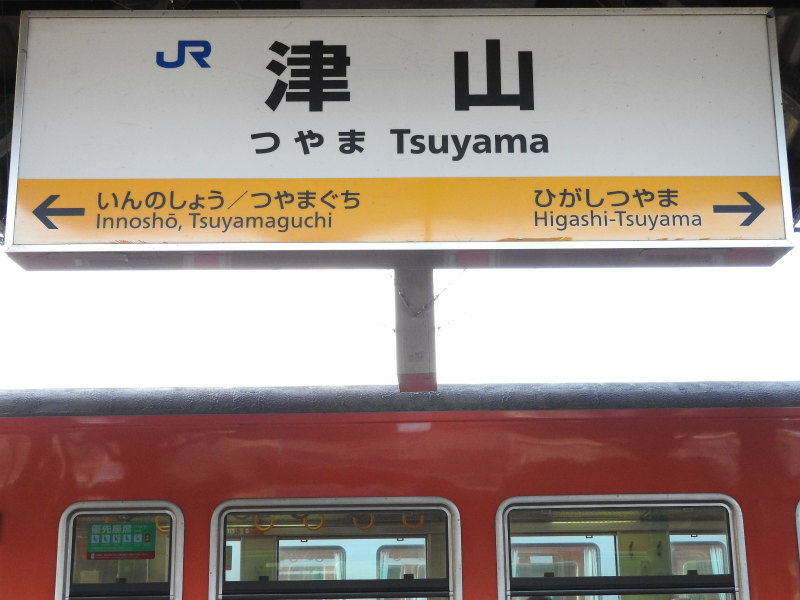 JR 津山
つやま Tsuyama
← いんのしょう／つやまぐち
Innoshō, Tsuyamaguchi
ひがしつやま →
Higashi-Tsuyama
優先座席